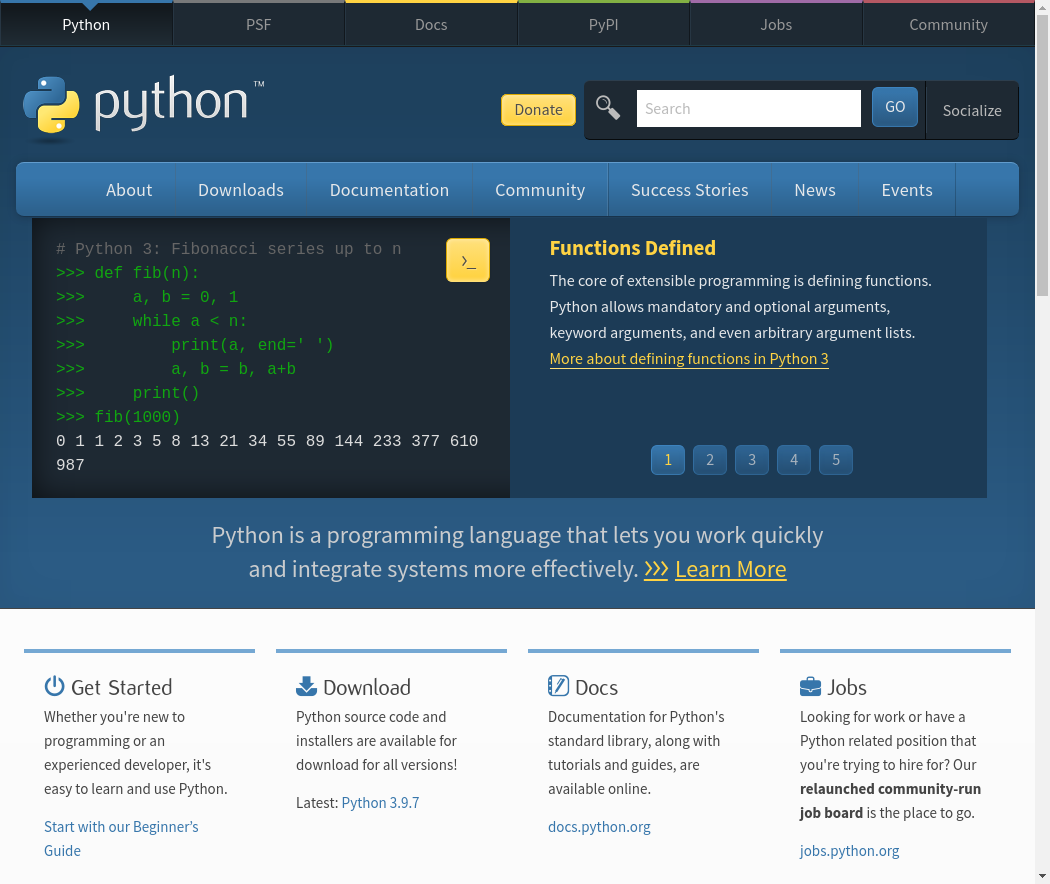 Python PSF Docs PyPI Jobs Community
python™
Donate Search GO Socialize
About Downloads Documentation Community Success Stories News Events
# Python 3: Fibonacci series up to n
>>> def fib(n):
>>>     a, b = 0, 1
>>>     while a < n:
>>>         print(a, end=' ')
>>>         a, b = b, a+b
>>>     print()
>>> fib(1000)
0 1 1 2 3 5 8 13 21 34 55 89 144 233 377 610
987
>_
Functions Defined
The core of extensible programming is defining functions.
Python allows mandatory and optional arguments,
keyword arguments, and even arbitrary argument lists.
More about defining functions in Python 3
1 2 3 4 5
Python is a programming language that lets you work quickly
and integrate systems more effectively. >>> Learn More
Get Started
Whether you're new to
programming or an
experienced developer, it's
easy to learn and use Python.
Start with our Beginner's
Guide
Download
Python source code and
installers are available for
download for all versions!
Latest: Python 3.9.7
Docs
Documentation for Python's
standard library, along with
tutorials and guides, are
available online.
docs.python.org
Jobs
Looking for work or have a
Python related position that
you're trying to hire for? Our
relaunched community-run
job board is the place to go.
jobs.python.org